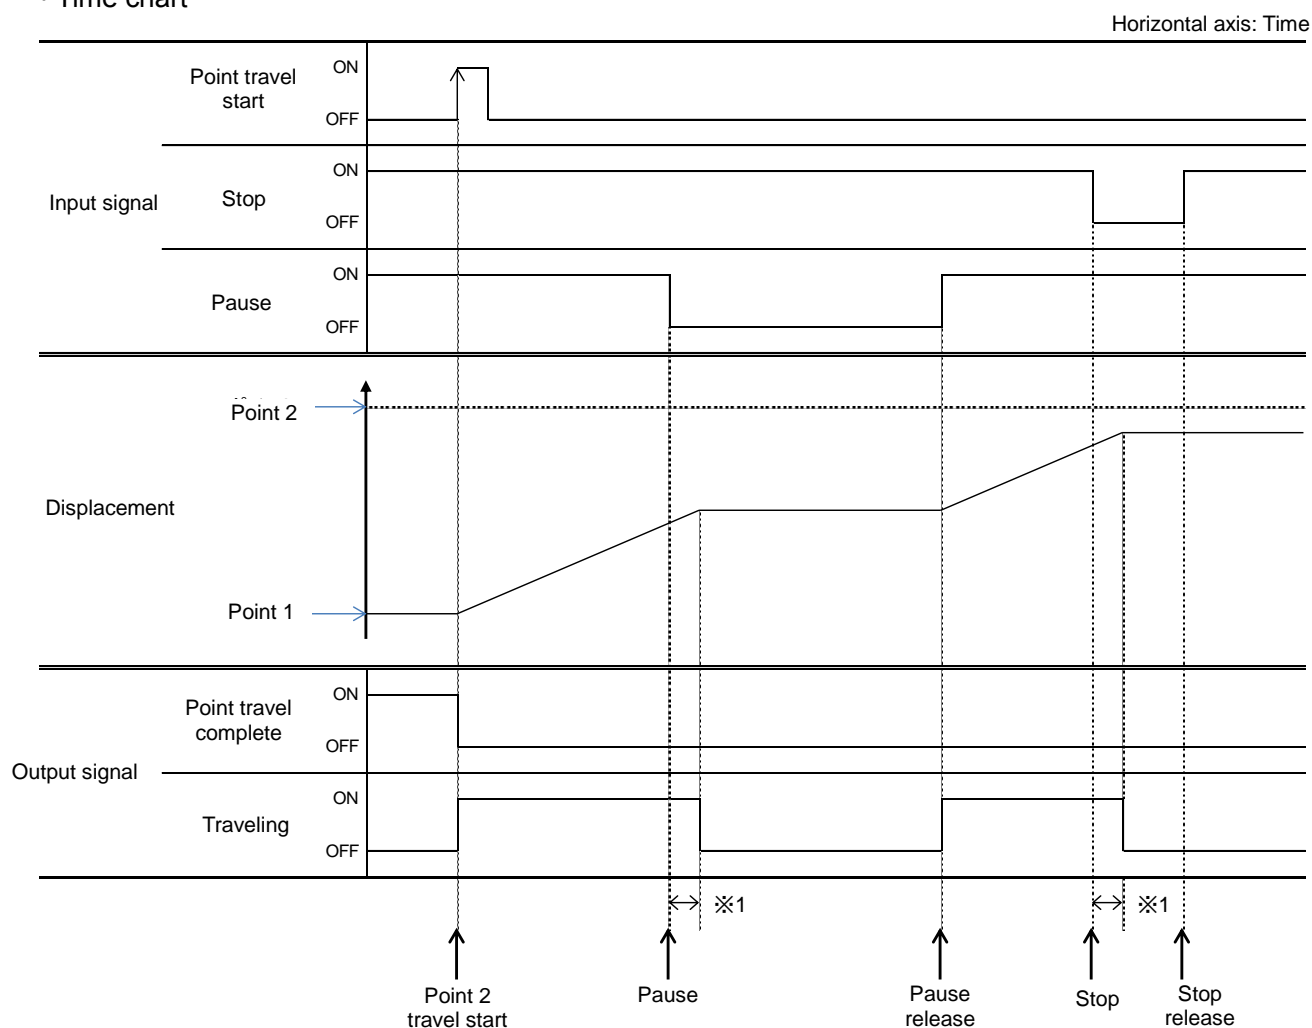 Time chart
Horizontal axis: Time
Point travel
start
ON
OFF
Input signal
Stop
ON
OFF
Pause
ON
OFF
Point 2
Displacement
Point 1
Point travel
complete
ON
OFF
Output signal
Traveling
ON
OFF
※1
※1
Point 2
travel start
Pause
Pause
release
Stop
Stop
release